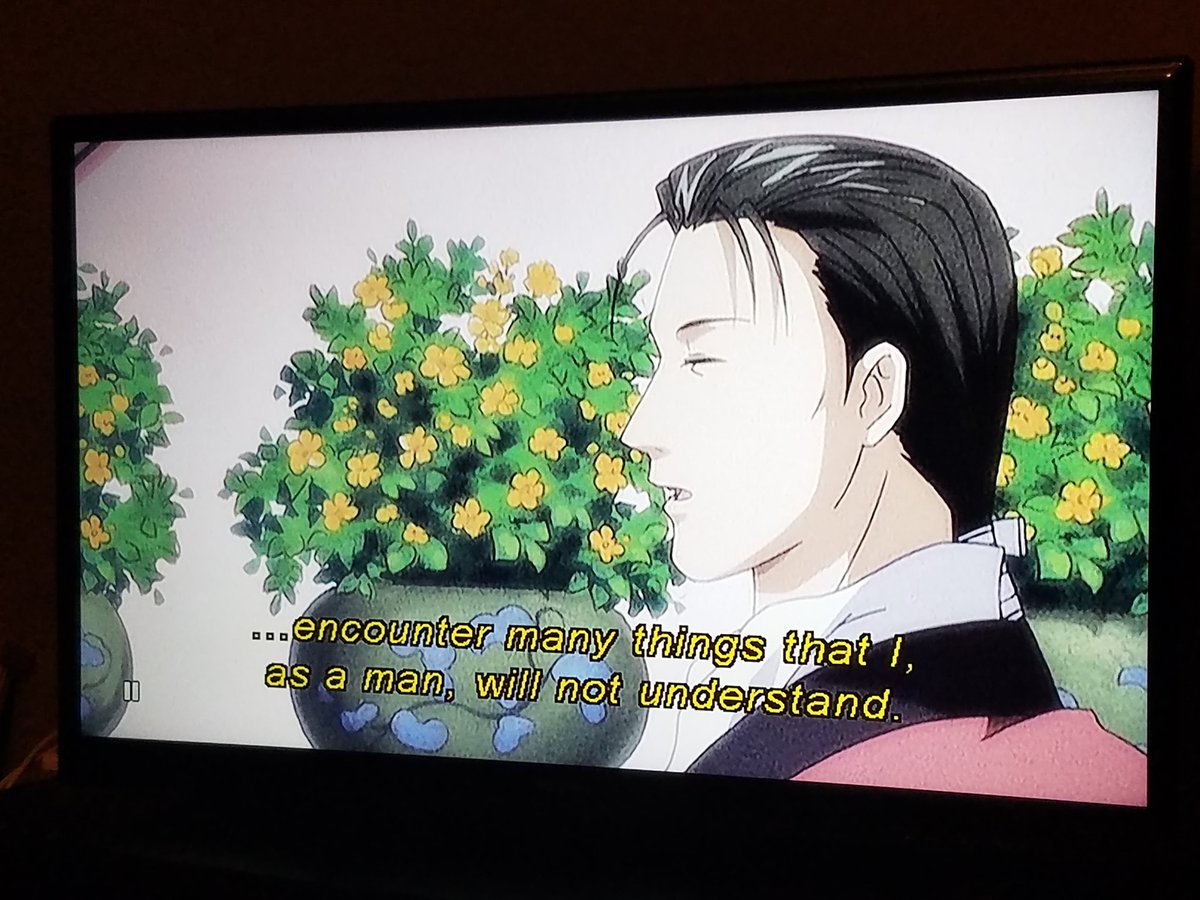 ...encounter many things that I,
as a man, will not understand.